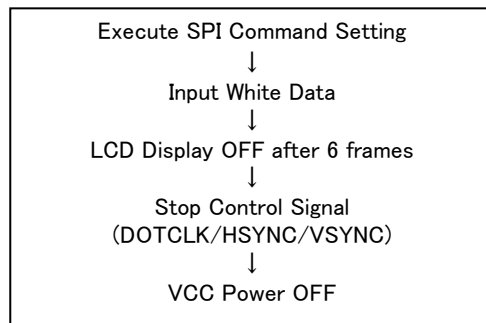 Execute SPI Command Setting
↓
Input White Data
↓
LCD Display OFF after 6 frames
↓
Stop Control Signal
(DOTCLK/HSYNC/VSYNC)
↓
VCC Power OFF